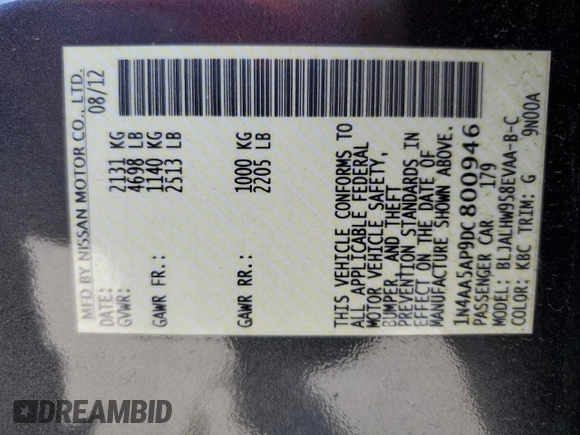 MFD BY NISSAN MOTOR CO., LTD.
DATE: 08/12
GVWR: 2131 KG
4698 LB
GAWR FR.: 1140 KG
2513 LB
GAWR RR.: 1000 KG
2205 LB
THIS VEHICLE CONFORMS TO
ALL APPLICABLE FEDERAL
MOTOR VEHICLE SAFETY,
BUMPER, AND THEFT
PREVENTION STANDARDS IN
EFFECT ON THE DATE OF
MANUFACTURE SHOWN ABOVE.
1N4AA5AP9DC800946
PASSENGER CAR 179
MODEL: BLJALHW958EVAA-B-C
COLOR: KBC TRIM: G 9N00A
DREAMBID